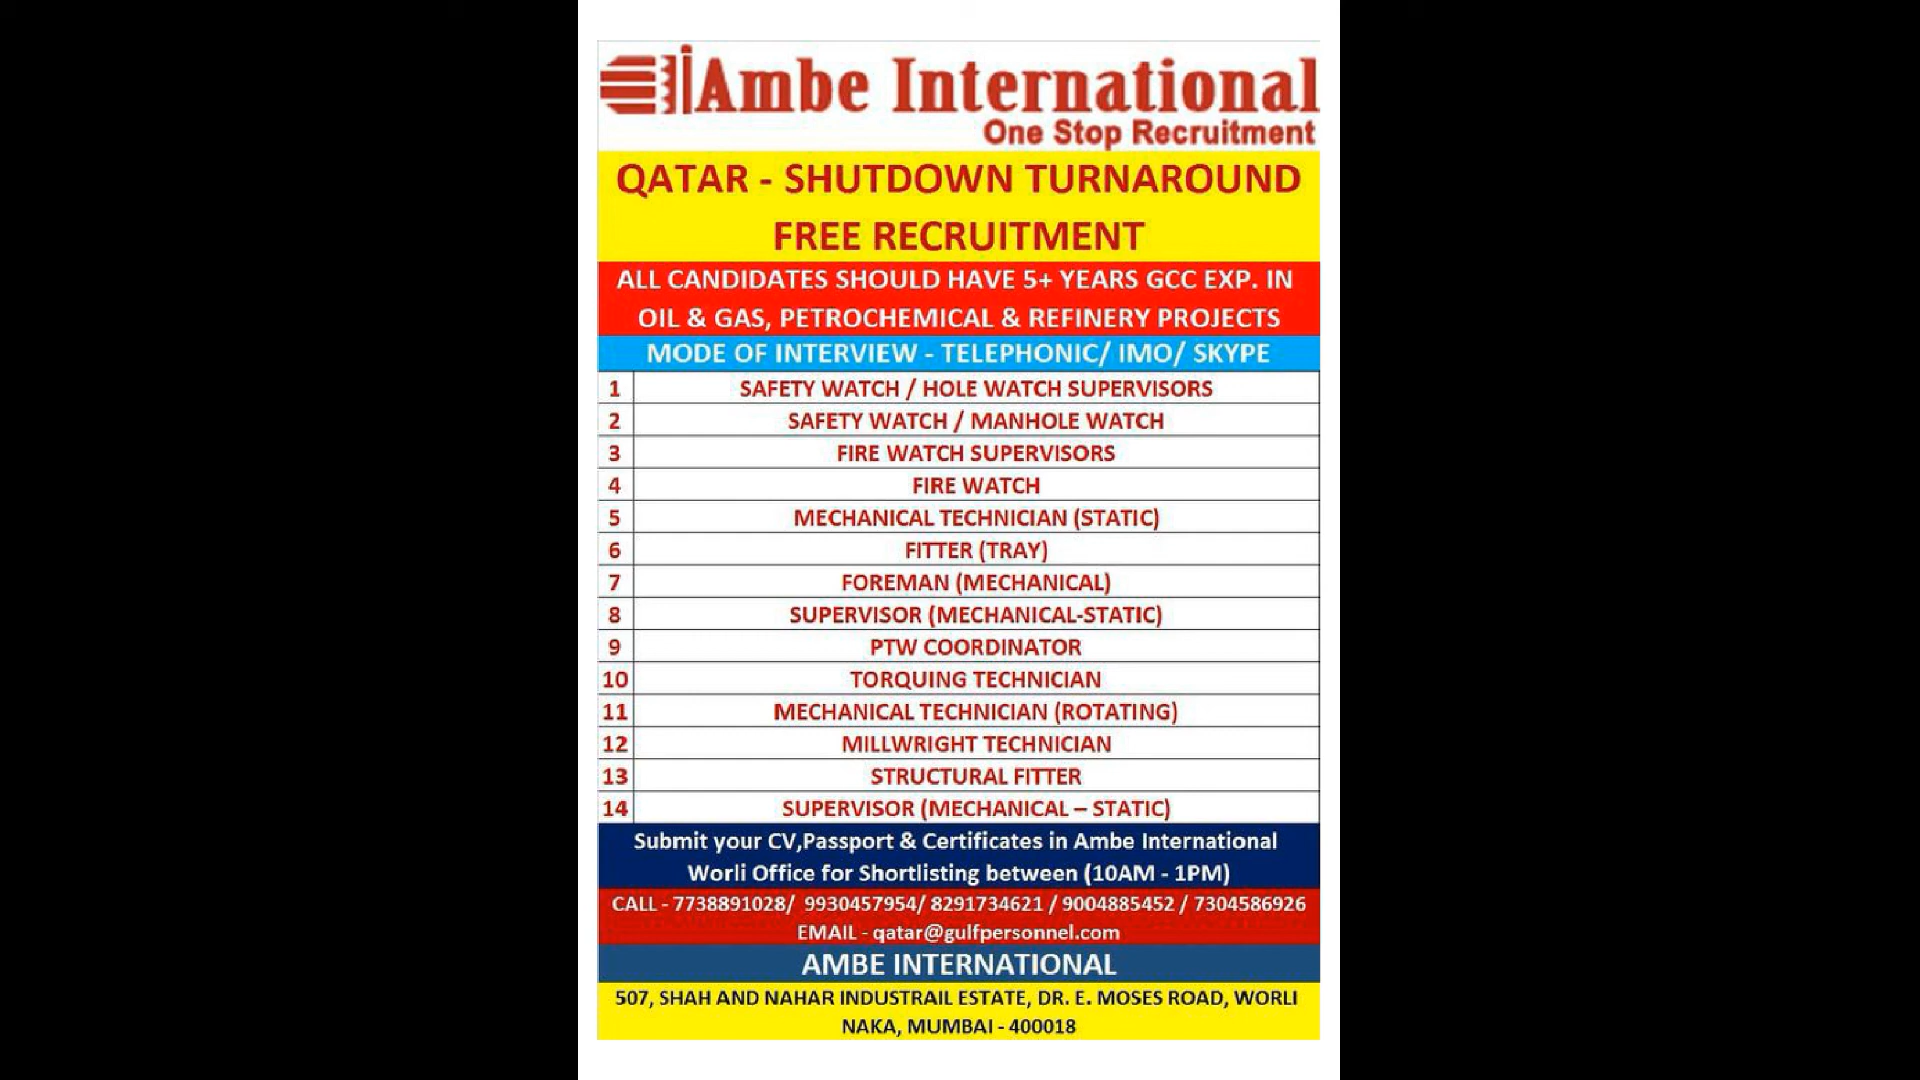 Ambe International
One Stop Recruitment
QATAR - SHUTDOWN TURNAROUND
FREE RECRUITMENT
ALL CANDIDATES SHOULD HAVE 5+ YEARS GCC EXP. IN
OIL & GAS, PETROCHEMICAL & REFINERY PROJECTS
MODE OF INTERVIEW - TELEPHONIC/ IMO/ SKYPE
1 SAFETY WATCH / HOLE WATCH SUPERVISORS
2 SAFETY WATCH / MANHOLE WATCH
3 FIRE WATCH SUPERVISORS
4 FIRE WATCH
5 MECHANICAL TECHNICIAN (STATIC)
6 FITTER (TRAY)
7 FOREMAN (MECHANICAL)
8 SUPERVISOR (MECHANICAL-STATIC)
9 PTW COORDINATOR
10 TORQUING TECHNICIAN
11 MECHANICAL TECHNICIAN (ROTATING)
12 MILLWRIGHT TECHNICIAN
13 STRUCTURAL FITTER
14 SUPERVISOR (MECHANICAL – STATIC)
Submit your CV,Passport & Certificates in Ambe International
Worli Office for Shortlisting between (10AM - 1PM)
CALL - 7738891028/ 9930457954/ 8291734621 / 9004885452 / 7304586926
EMAIL - qatar@gulfpersonnel.com
AMBE INTERNATIONAL
507, SHAH AND NAHAR INDUSTRAIL ESTATE, DR. E. MOSES ROAD, WORLI
NAKA, MUMBAI - 400018